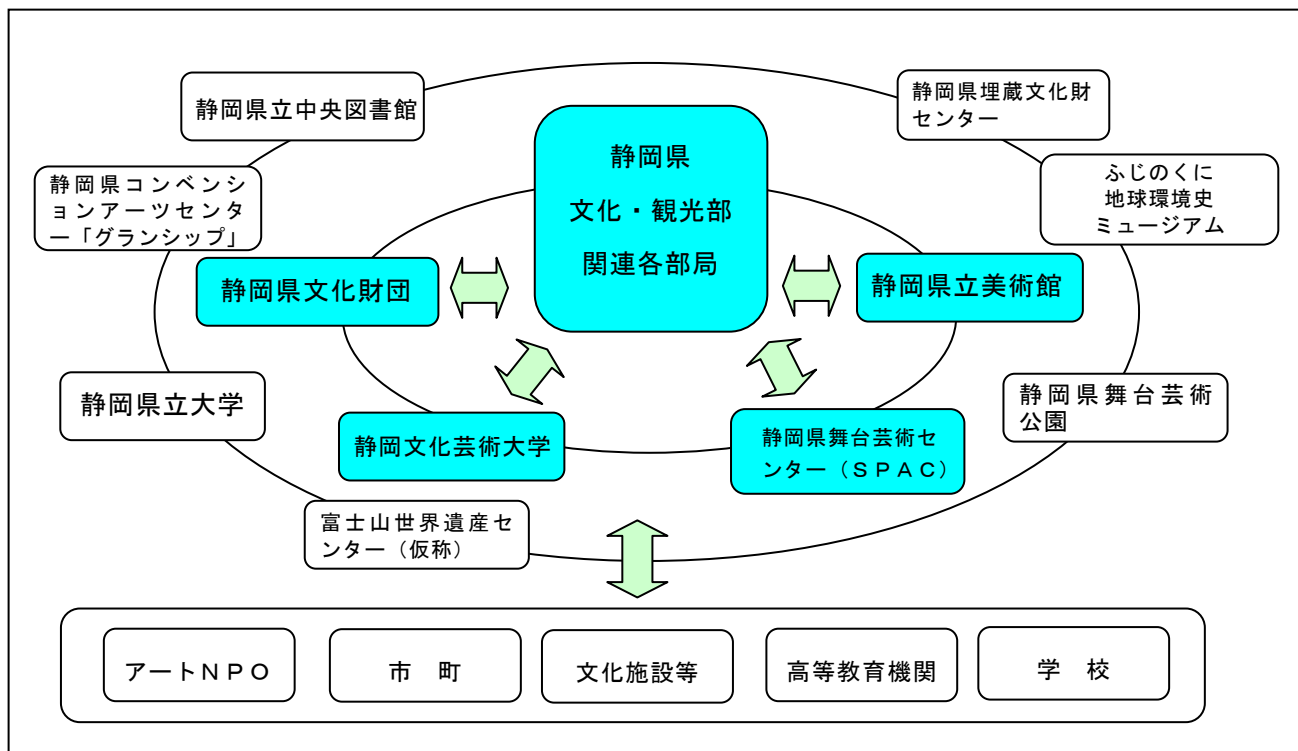 静岡県立中央図書館
静岡県埋蔵文化財
センター
静岡県
文化・観光部
関連各部局
静岡県コンベンシ
ョンアーツセンタ
ー「グランシップ」
ふじのくに
地球環境史
ミュージアム
静岡県文化財団
静岡県立美術館
静岡県立大学
静岡県舞台芸術
公園
静岡文化芸術大学
静岡県舞台芸術セ
ンター(SPAC)
富士山世界遺産セ
ンター(仮称)
アートNPO
市 町
文化施設等
高等教育機関
学 校